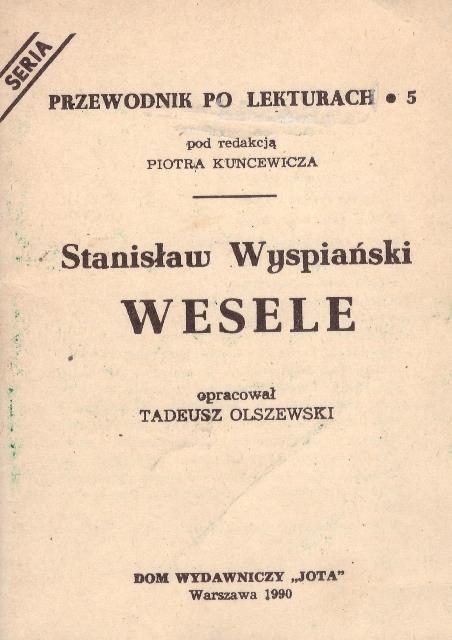 SERIA
PRZEWODNIK PO LEKTURACH • 5
pod redakcją
PIOTRA KUNCEWICZA
Stanisław Wyspiański
WESELE
opracował
TADEUSZ OLSZEWSKI
DOM WYDAWNICZY „JOTA”
Warszawa 1990